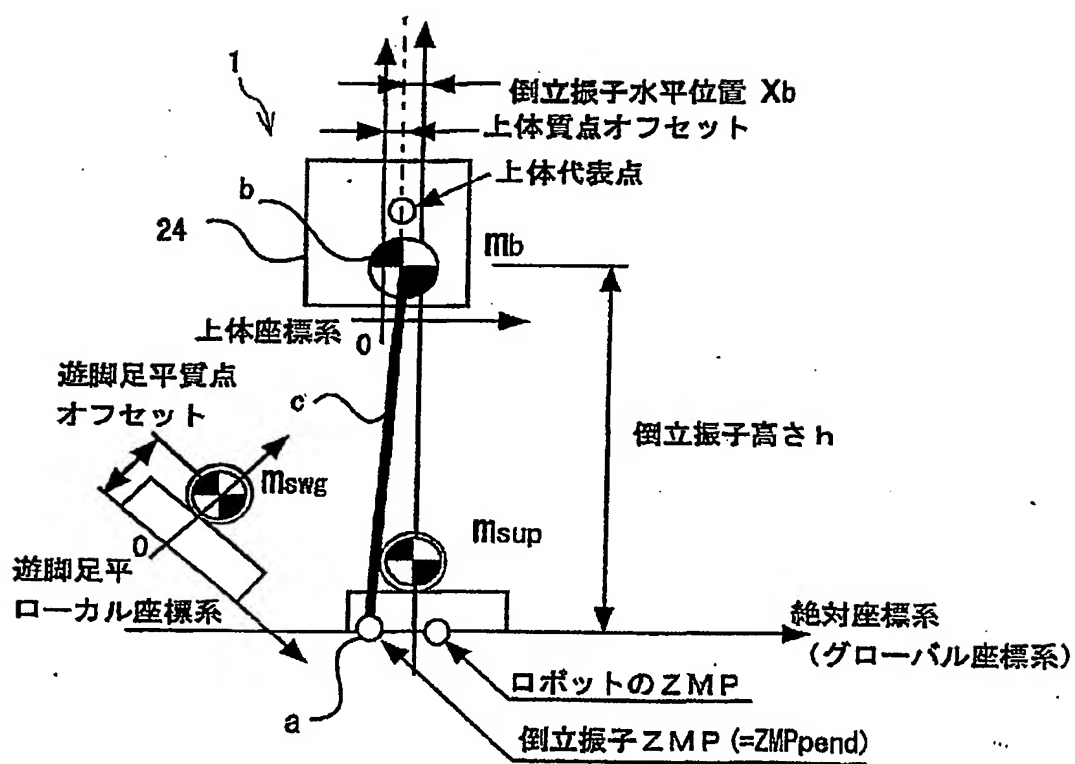 1
倒立振子水平位置 Xb
上体質点オフセット
上体代表点
b
24
mb
上体座標系
0
遊脚足平質点
オフセット
c
倒立振子高さh
mswg
msup
0
遊脚足平
ローカル座標系
絶対座標系
(グローバル座標系)
ロボットのZMP
a
倒立振子ZMP(=ZMPpend)